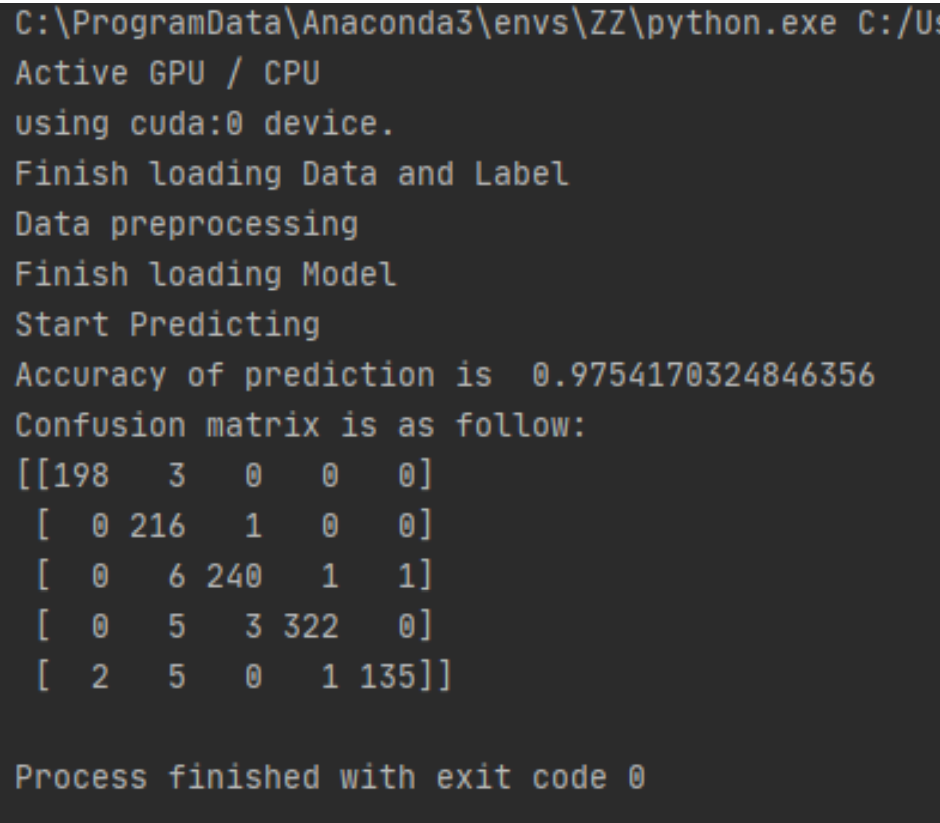 C:\ProgramData\Anaconda3\envs\ZZ\python.exe C:/Us
Active GPU / CPU
using cuda:0 device.
Finish loading Data and Label
Data preprocessing
Finish loading Model
Start Predicting
Accuracy of prediction is  0.9754170324846356
Confusion matrix is as follow:
[[198   3   0   0   0]
 [  0 216   1   0   0]
 [  0   6 240   1   1]
 [  0   5   3 322   0]
 [  2   5   0   1 135]]
Process finished with exit code 0